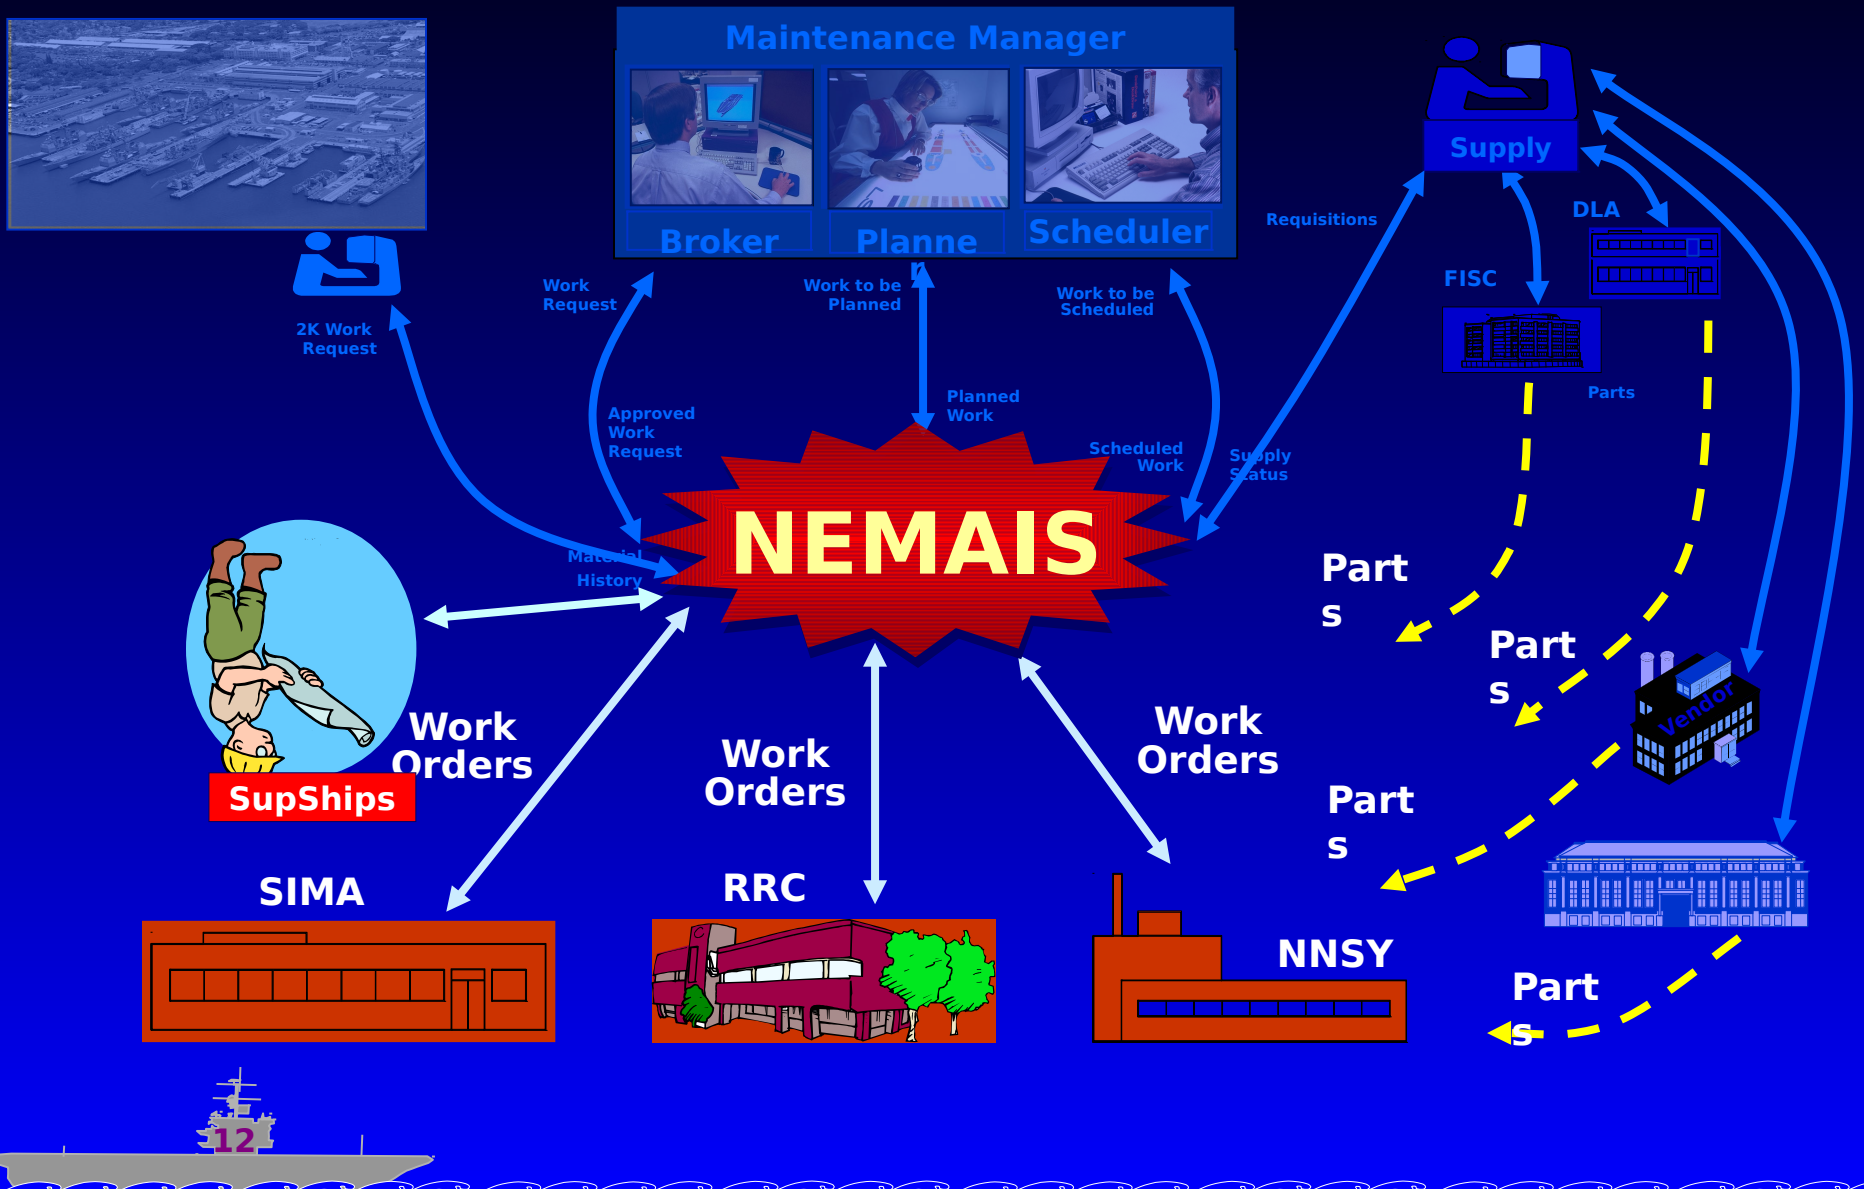 Maintenance Manager
Broker
Planne
r
Scheduler
Supply
Requisitions
DLA
FISC
Work
Request
Work to be
Planned
Work to be
Scheduled
2K Work
Request
Parts
Planned
Work
Approved
Work
Request
Scheduled
Work
Supply
Status
NEMAIS
Material
History
Part
s
Part
s
Vendor
Work
Orders
Work
Orders
Work
Orders
SupShips
Part
s
SIMA
RRC
NNSY
Part
s
12